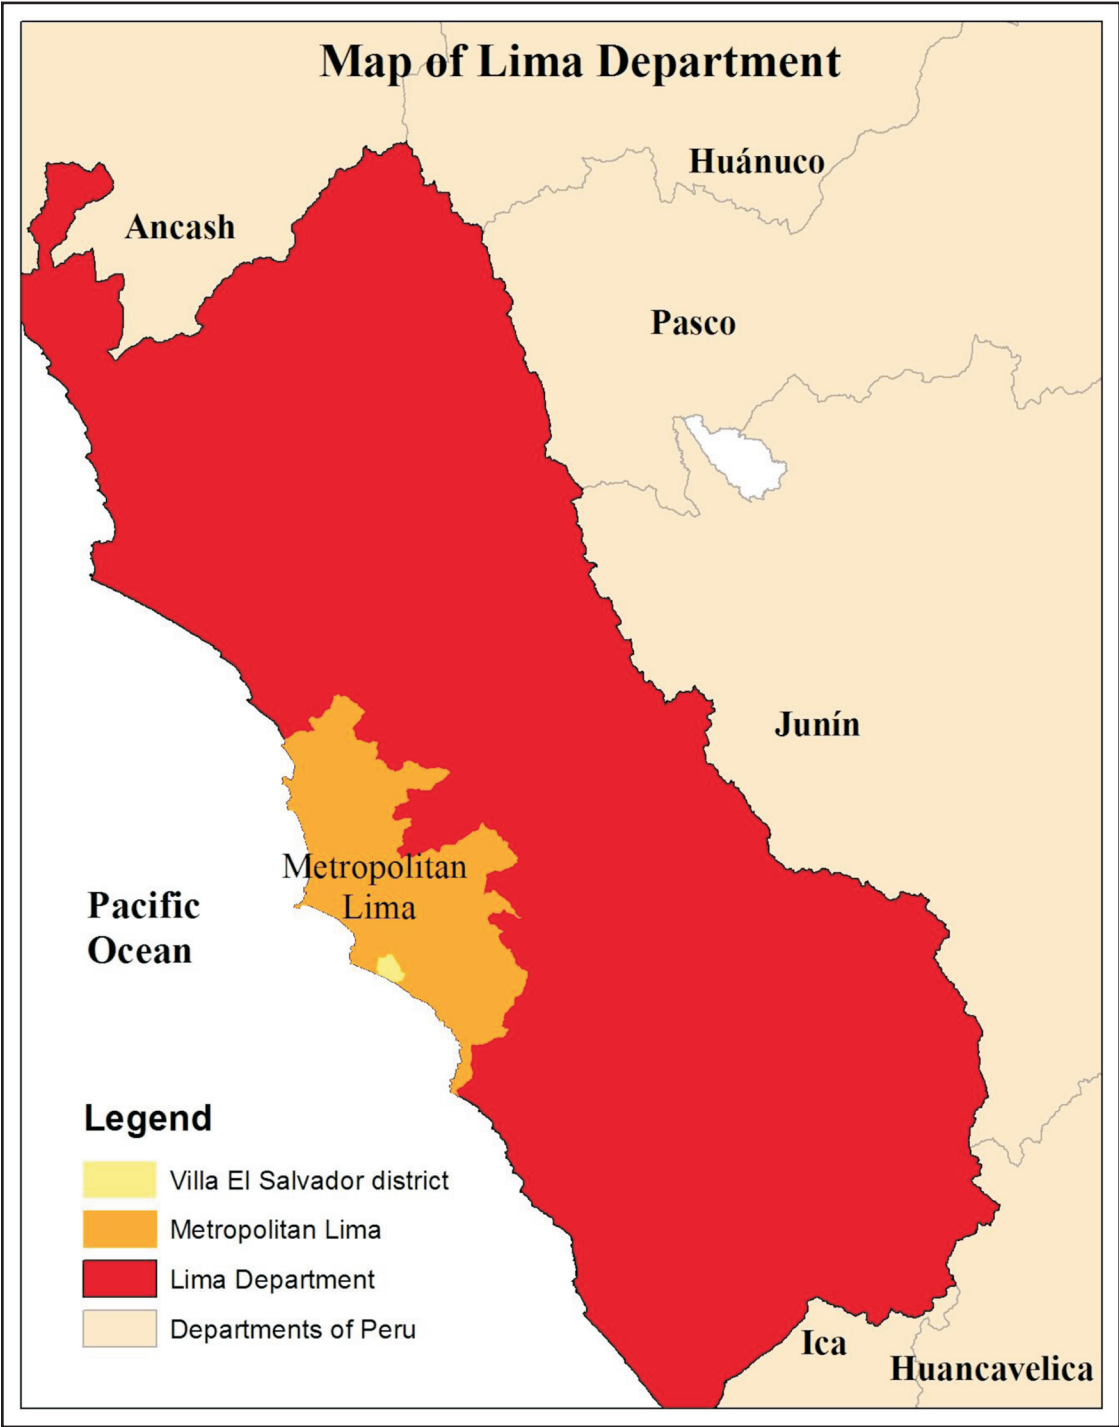 Map of Lima Department
Huánuco
Ancash
Pasco
Junín
Metropolitan
Lima
Pacific
Ocean
Legend
Villa El Salvador district
Metropolitan Lima
Lima Department
Departments of Peru
Ica
Huancavelica